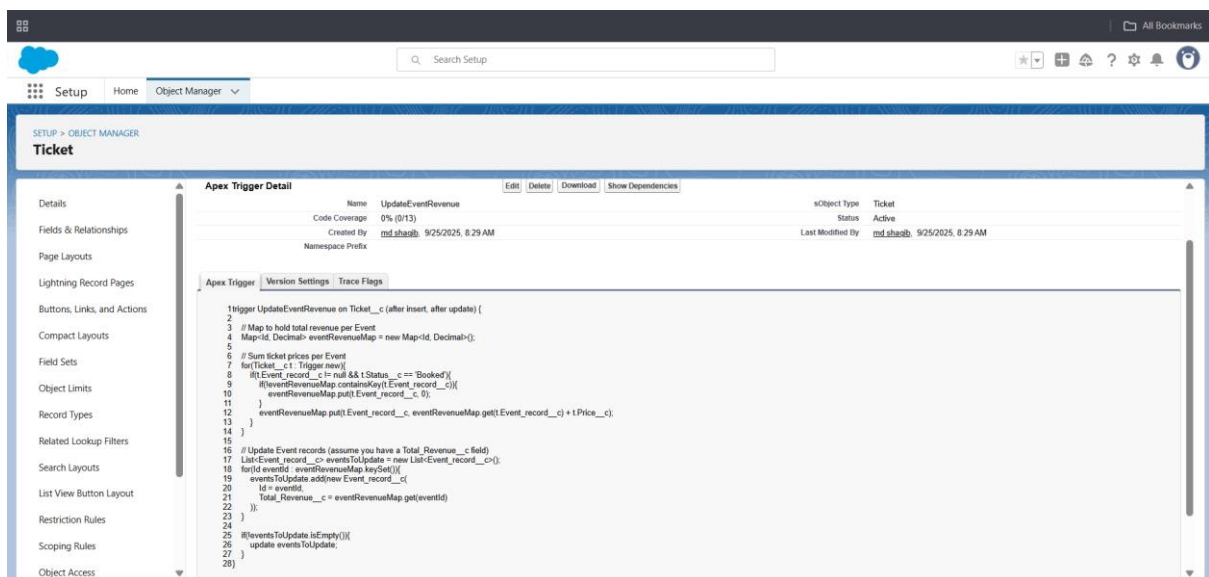 All Bookmarks
Search Setup
Setup Home Object Manager
SETUP > OBJECT MANAGER
Ticket
Details
Fields & Relationships
Page Layouts
Lightning Record Pages
Buttons, Links, and Actions
Compact Layouts
Field Sets
Object Limits
Record Types
Related Lookup Filters
Search Layouts
List View Button Layout
Restriction Rules
Scoping Rules
Object Access
Apex Trigger Detail Edit Delete Download Show Dependencies
Name UpdateEventRevenue sObject Type Ticket
Code Coverage 0% (0/13) Status Active
Created By md shaqib, 9/25/2025, 8:29 AM Last Modified By md shaqib, 9/25/2025, 8:29 AM
Namespace Prefix
Apex Trigger Version Settings Trace Flags
1trigger UpdateEventRevenue on Ticket__c (after insert, after update) {
2
3 // Map to hold total revenue per Event
4 Map<Id, Decimal> eventRevenueMap = new Map<Id, Decimal>();
5
6 // Sum ticket prices per Event
7 for(Ticket__c t : Trigger.new){
8 if(t.Event_record__c != null && t.Status__c == 'Booked'){
9 if(!eventRevenueMap.containsKey(t.Event_record__c)){
10 eventRevenueMap.put(t.Event_record__c, 0);
11 }
12 eventRevenueMap.put(t.Event_record__c, eventRevenueMap.get(t.Event_record__c) + t.Price__c);
13 }
14 }
15
16 // Update Event records (assume you have a Total_Revenue__c field)
17 List<Event_record__c> eventsToUpdate = new List<Event_record__c>();
18 for(Id eventId : eventRevenueMap.keySet()){
19 eventsToUpdate.add(new Event_record__c(
20 Id = eventId,
21 Total_Revenue__c = eventRevenueMap.get(eventId)
22 ));
23 }
24
25 if(!eventsToUpdate.isEmpty()){
26 update eventsToUpdate;
27 }
28}